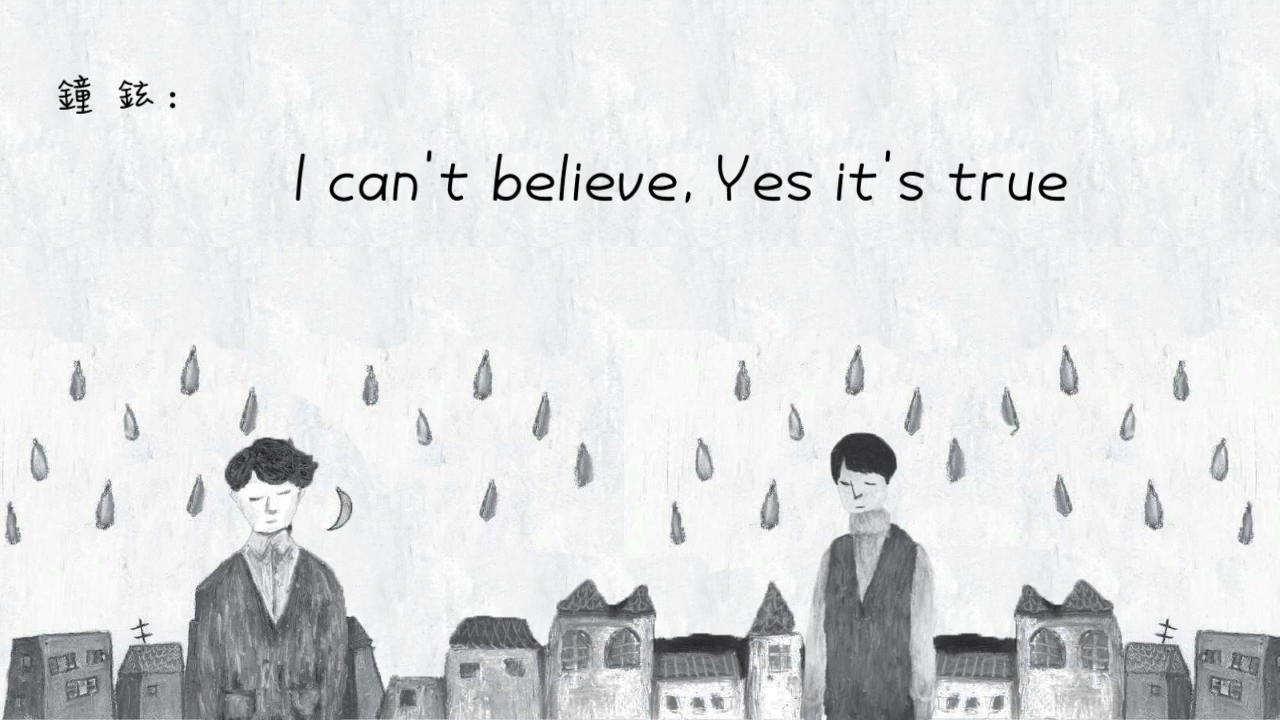 鐘 鉉：
I can't believe, Yes it's true